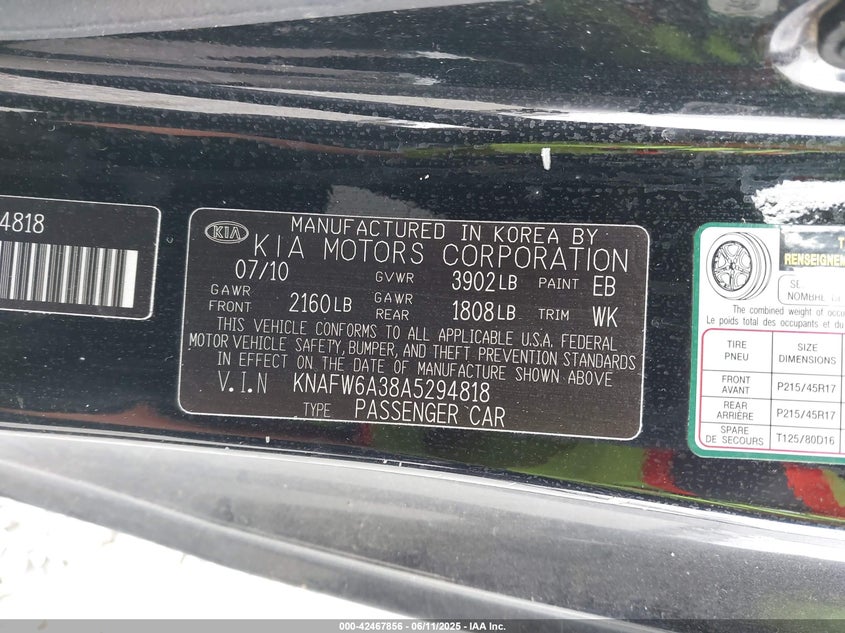 4818
KIA
MANUFACTURED IN KOREA BY
KIA MOTORS CORPORATION
07/10 GVWR 3902LB PAINT EB
GAWR FRONT 2160LB GAWR REAR 1808LB TRIM WK
THIS VEHICLE CONFORMS TO ALL APPLICABLE U.S.A. FEDERAL
MOTOR VEHICLE SAFETY, BUMPER, AND THEFT PREVENTION STANDARDS
IN EFFECT ON THE DATE OF MANUFACTURE SHOWN ABOVE
V.I.N KNAFW6A38A5294818
TYPE PASSENGER CAR
SE
NOMBRE DE
The combined weight of
Le poids total des occupants et du
TIRE PNEU SIZE DIMENSIONS
FRONT AVANT P215/45R17
REAR ARRIÈRE P215/45R17
SPARE DE SECOURS T125/80D16
000-42467856 - 06/11/2025 - IAA Inc.